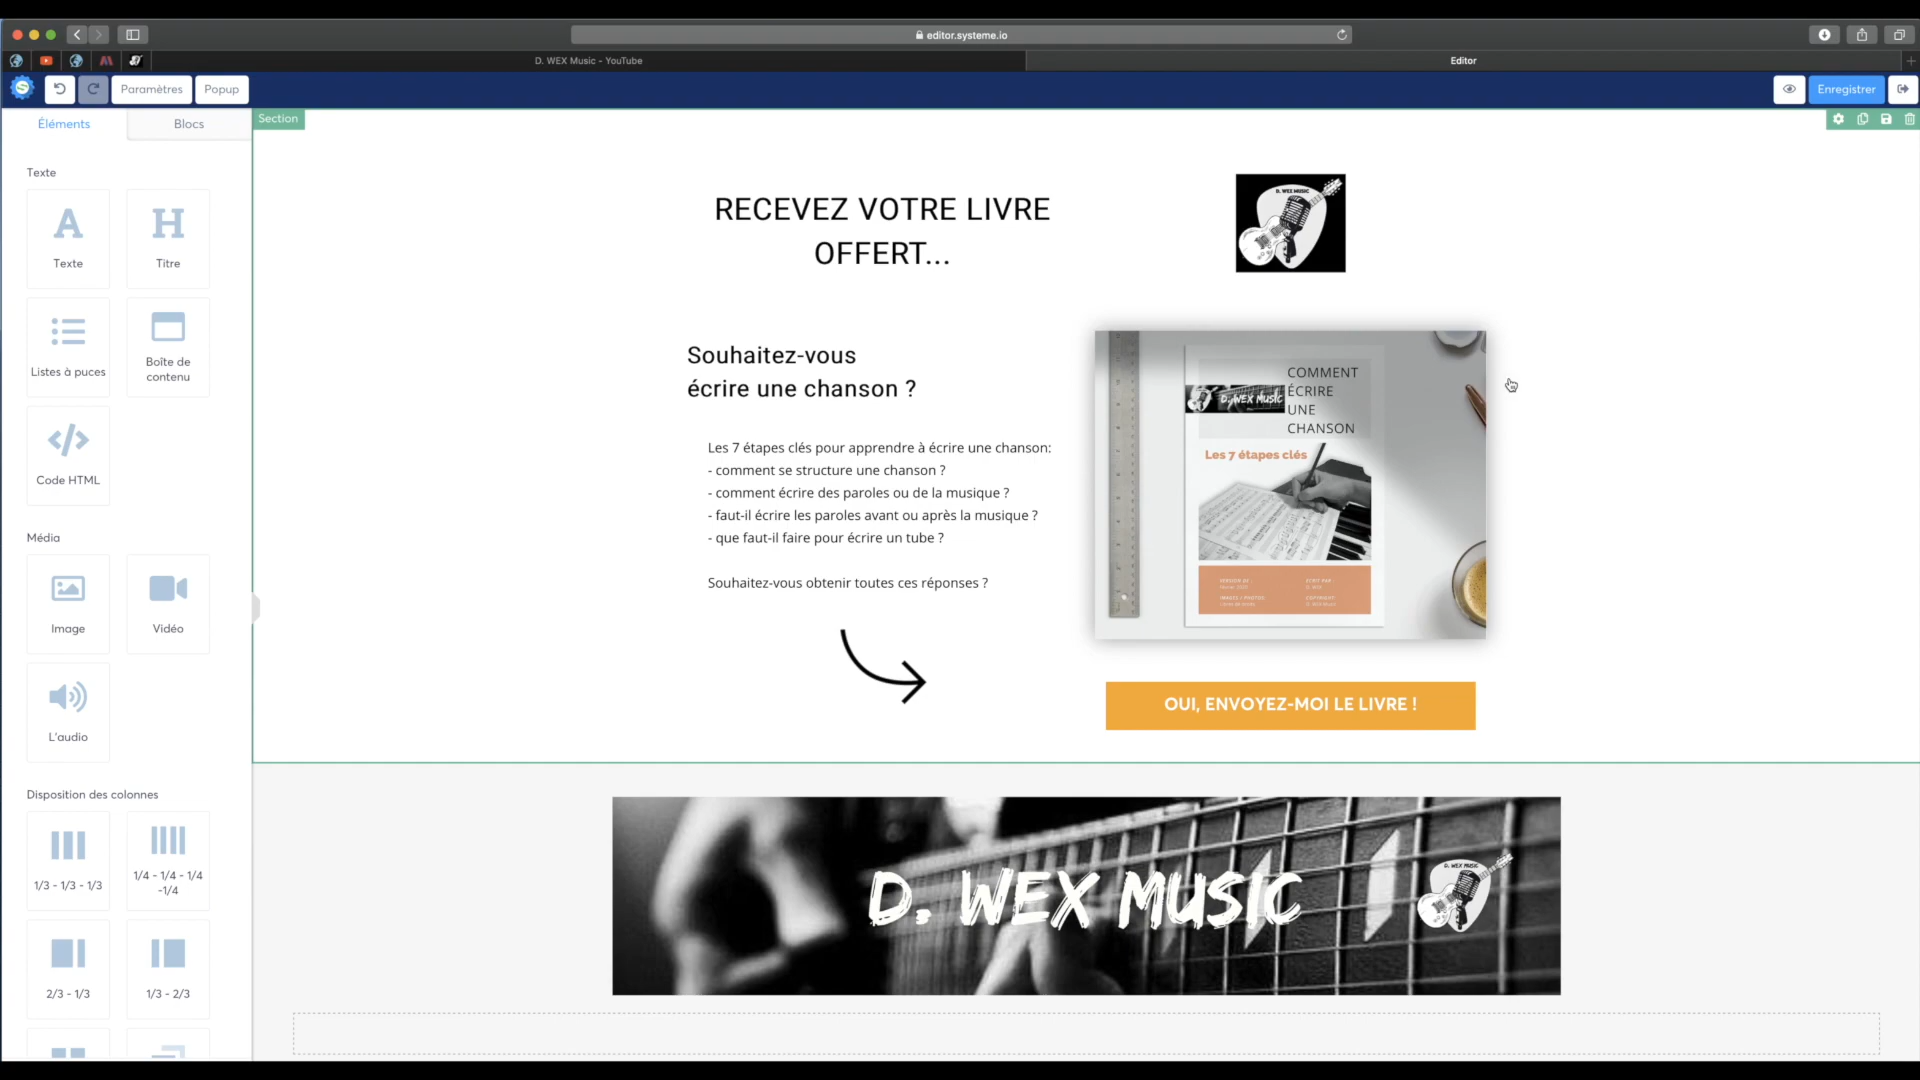 editor.systeme.io
D. WEX Music - YouTube
Editor
Paramètres
Popup
Enregistrer
Éléments
Blocs
Section
Texte
Texte
Titre
Listes à puces
Boîte de
contenu
Code HTML
Média
Image
Vidéo
L'audio
Disposition des colonnes
1/3 - 1/3 - 1/3
1/4 - 1/4 - 1/4
-1/4
2/3 - 1/3
1/3 - 2/3
RECEVEZ VOTRE LIVRE
OFFERT...
D. WEX MUSIC
Souhaitez-vous
écrire une chanson ?
Les 7 étapes clés pour apprendre à écrire une chanson:
- comment se structure une chanson ?
- comment écrire des paroles ou de la musique ?
- faut-il écrire les paroles avant ou après la musique ?
- que faut-il faire pour écrire un tube ?
Souhaitez-vous obtenir toutes ces réponses ?
COMMENT
ÉCRIRE
UNE
CHANSON
D. WEX MUSIC
Les 7 étapes clés
OUI, ENVOYEZ-MOI LE LIVRE !
D. WEX MUSIC
D. WEX MUSIC